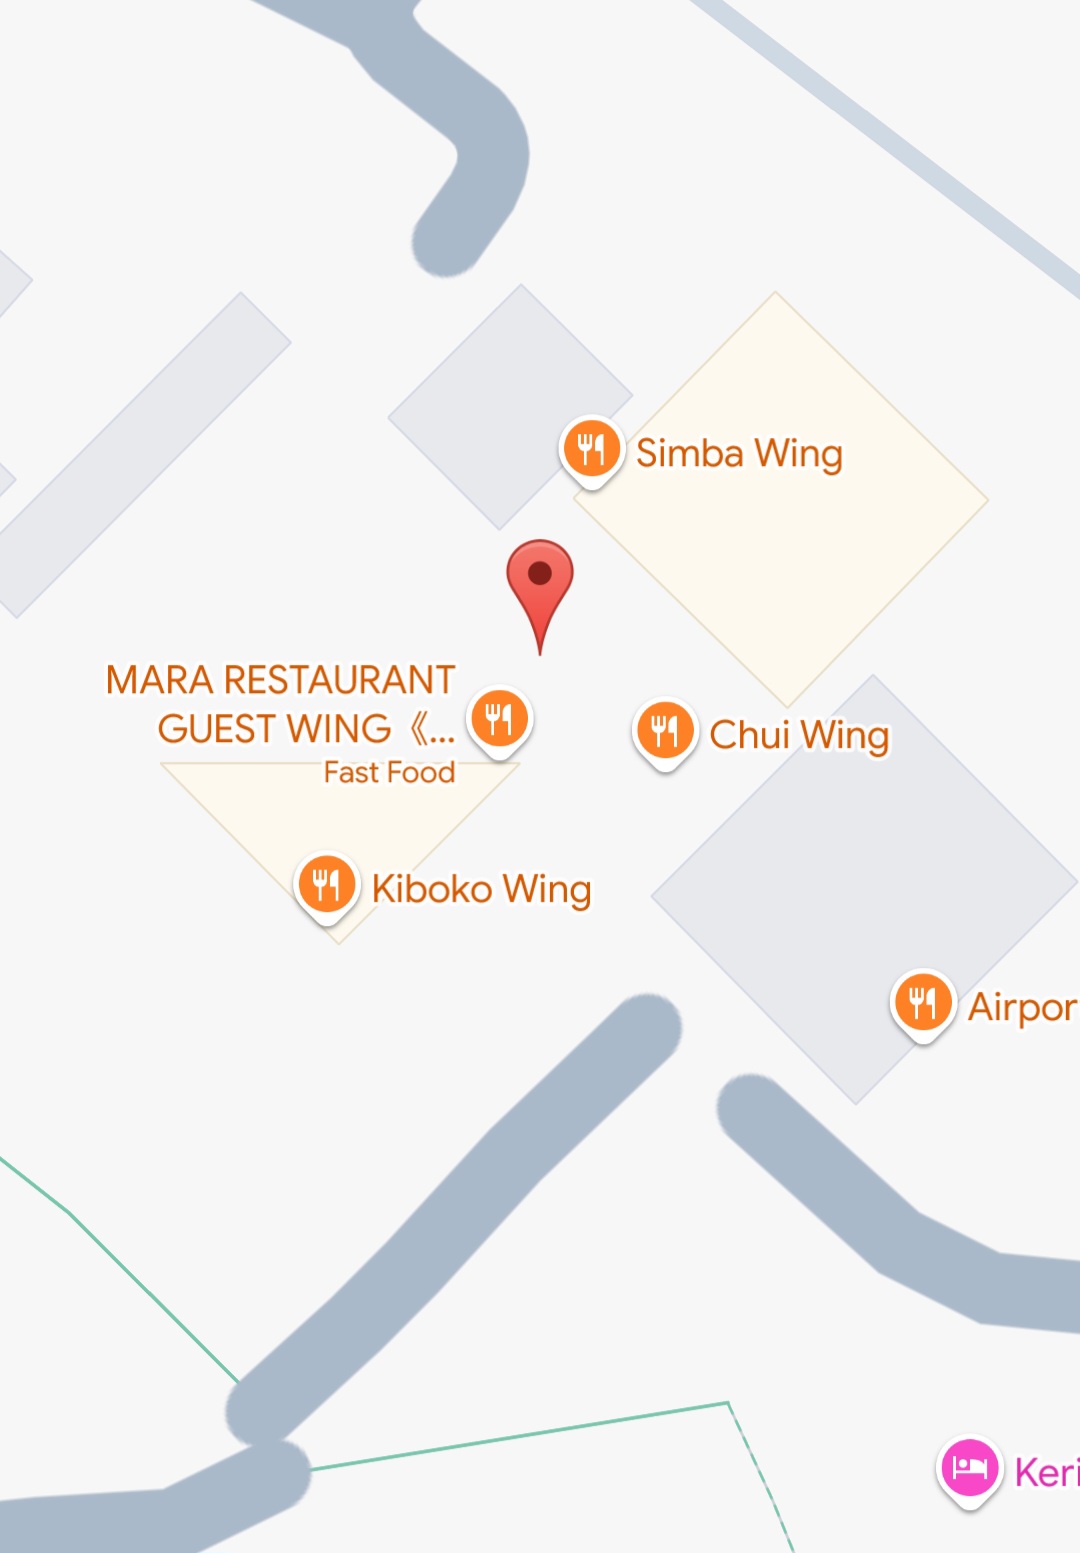 Simba Wing
MARA RESTAURANT
GUEST WING《...
Fast Food
Chui Wing
Kiboko Wing
Airpor
Keri